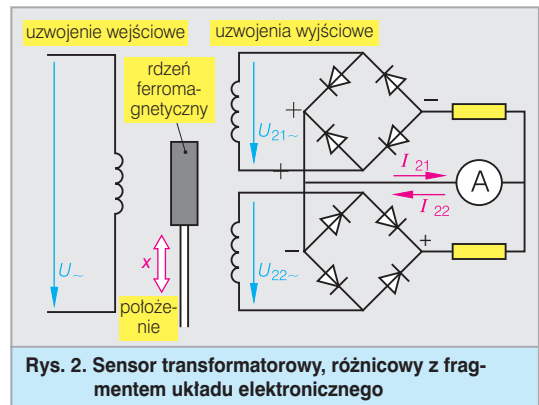 uzwojenie wejściowe
uzwojenia wyjściowe
rdzeń
ferroma-
gnetyczny
+
−
U21~
+
I 21
A
I 22
−
+
x
U~
U22~
położe-
nie
Rys. 2. Sensor transformatorowy, różnicowy z frag-
mentem układu elektronicznego